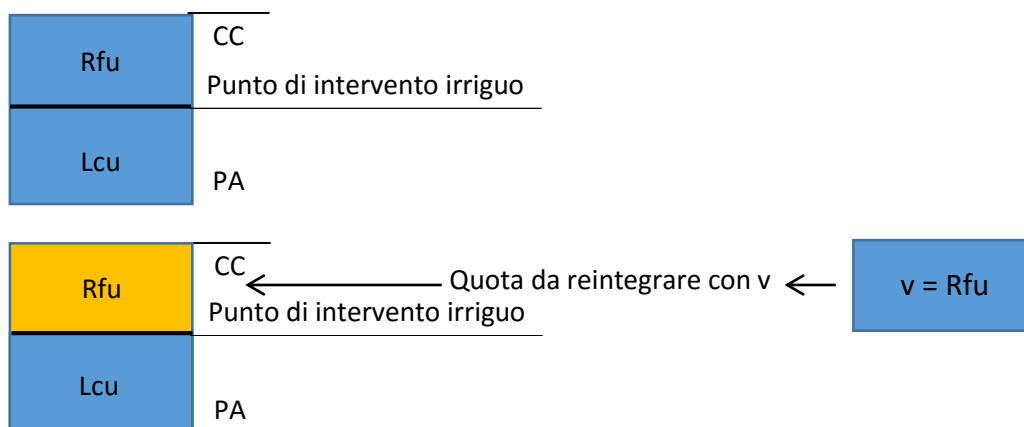 CC
Rfu
Punto di intervento irriguo
Lcu
PA
CC
Rfu
Quota da reintegrare con v
v = Rfu
Punto di intervento irriguo
Lcu
PA